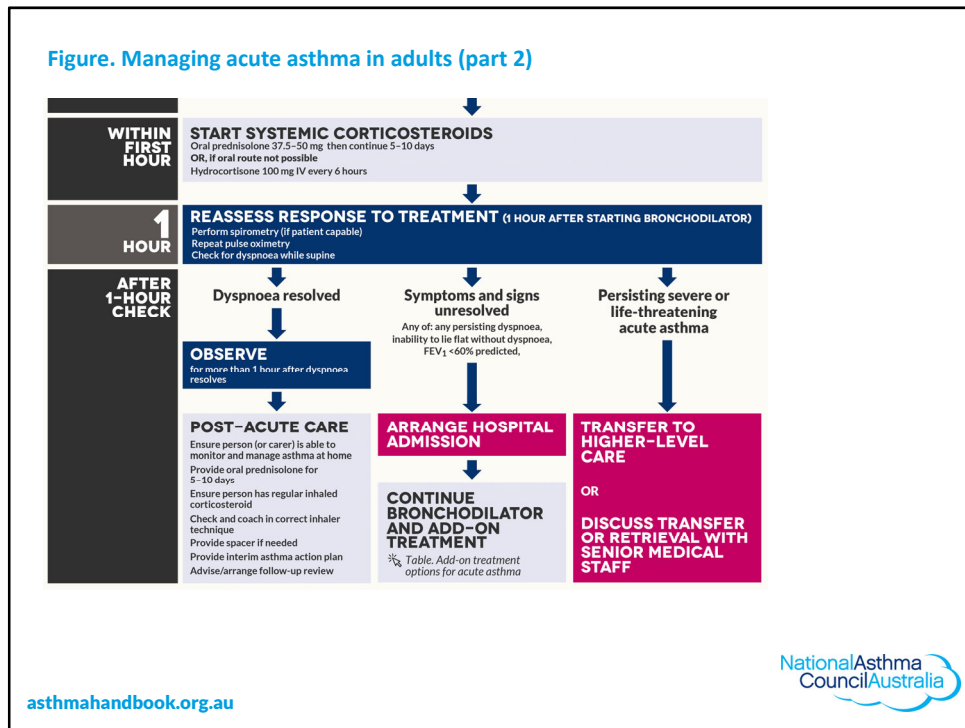 Figure. Managing acute asthma in adults (part 2)
WITHIN
FIRST
HOUR
START SYSTEMIC CORTICOSTEROIDS
Oral prednisolone 37.5–50 mg then continue 5–10 days
OR, if oral route not possible
Hydrocortisone 100 mg IV every 6 hours
1
HOUR
REASSESS RESPONSE TO TREATMENT (1 HOUR AFTER STARTING BRONCHODILATOR)
Perform spirometry (if patient capable)
Repeat pulse oximetry
Check for dyspnoea while supine
AFTER
1-HOUR
CHECK
Dyspnoea resolved
OBSERVE
for more than 1 hour after dyspnoea
resolves
POST-ACUTE CARE
Ensure person (or carer) is able to
monitor and manage asthma at home
Provide oral prednisolone for
5–10 days
Ensure person has regular inhaled
corticosteroid
Check and coach in correct inhaler
technique
Provide spacer if needed
Provide interim asthma action plan
Advise/arrange follow-up review
Symptoms and signs
unresolved
Any of: any persisting dyspnoea,
inability to lie flat without dyspnoea,
FEV1 <60% predicted,
ARRANGE HOSPITAL
ADMISSION
CONTINUE
BRONCHODILATOR
AND ADD-ON
TREATMENT
Table. Add-on treatment
options for acute asthma
Persisting severe or
life-threatening
acute asthma
TRANSFER TO
HIGHER-LEVEL
CARE
OR
DISCUSS TRANSFER
OR RETRIEVAL WITH
SENIOR MEDICAL
STAFF
asthmahandbook.org.au
NationalAsthma
CouncilAustralia